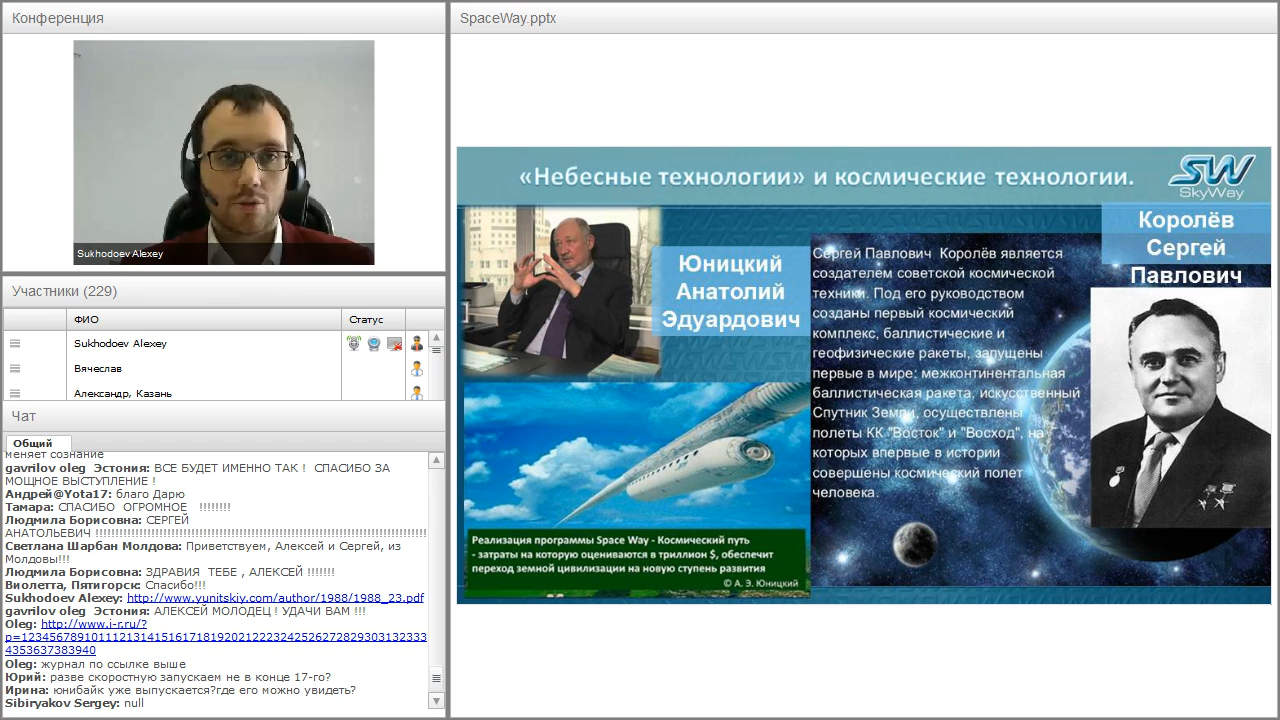 Конференция
Sukhodoev Alexey
Участники (229)
ФИО
Статус
Sukhodoev Alexey
Вячеслав
Александр, Казань
Чат
Общий
меняет сознание
gavrilov oleg Эстония: ВСЕ БУДЕТ ИМЕННО ТАК ! СПАСИБО ЗА
МОЩНОЕ ВЫСТУПЛЕНИЕ !
Андрей@Yota17: благо Дарю
Тамара: СПАСИБО ОГРОМНОЕ !!!!!!!!
Людмила Борисовна: СЕРГЕЙ
АНАТОЛЬЕВИЧ !!!!!!!!!!!!!!!!!!!!!!!!!!!!!!!!!!!!!!!!!!!!!!!!!!!!!!!!!!!!!!!!!!!!!!!!!!!!
Светлана Шарбан Молдова: Приветствуем, Алексей и Сергей, из
Молдовы!!!
Людмила Борисовна: ЗДРАВИЯ ТЕБЕ , АЛЕКСЕЙ !!!!!!!
Виолетта, Пятигорск: Спасибо!!!
Sukhodoev Alexey: http://www.yunitskiy.com/author/1988/1988_23.pdf
gavrilov oleg Эстония: АЛЕКСЕЙ МОЛОДЕЦ ! УДАЧИ ВАМ !!!
Oleg: http://www.i-r.ru/?
p=1234567891011121314151617181920212223242526272829303132333
4353637383940
Oleg: журнал по ссылке выше
Юрий: разве скоростную запускаем не в конце 17-го?
Ирина: юнибайк уже выпускается?где его можно увидеть?
Sibiryakov Sergey: null
SpaceWay.pptx
«Небесные технологии» и космические технологии.
SW
SkyWay
Юницкий
Анатолий
Эдуардович
Реализация программы Space Way - Космический путь
- затраты на которую оцениваются в триллион $, обеспечит
переход земной цивилизации на новую ступень развития
© А. Э. Юницкий
Сергей Павлович Королёв является
создателем советской космической
техники. Под его руководством
созданы первый космический
комплекс, баллистические и
геофизические ракеты, запущены
первые в мире: межконтинентальная
баллистическая ракета, искусственный
Спутник Земли, осуществлены
полеты КК "Восток" и "Восход", на
которых впервые в истории
совершены космический полет
человека.
Королёв
Сергей
Павлович